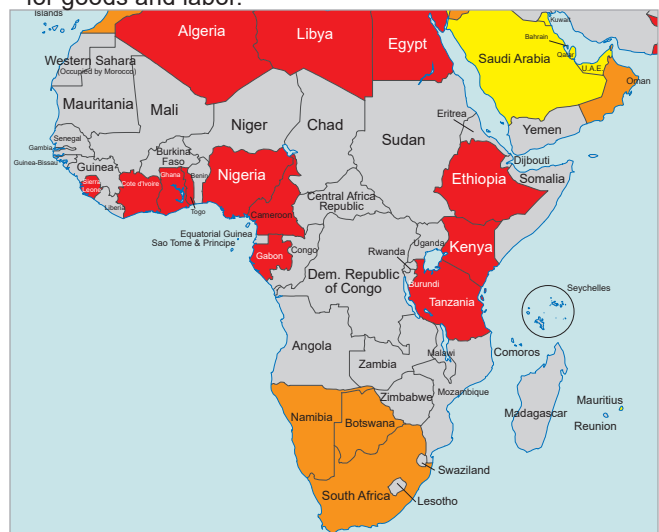 for goods and labor.
Islands
Algeria
Libya
Egypt
Kuwait
Bahrain
Qatar
Saudi Arabia
U.A.E.
Oman
Western Sahara
(Occupied by Morocco)
Mauritania
Mali
Niger
Chad
Sudan
Eritrea
Yemen
Senegal
Gambia
Guinea-Bissau
Guinea
Burkina
Faso
Djibouti
Somalia
Sierra
Leone
Liberia
Cote d'Ivoire
Ghana
Togo
Benin
Nigeria
Ethiopia
Cameroon
Central Africa
Republic
Equatorial Guinea
Sao Tome & Principe
Gabon
Congo
Uganda
Kenya
Rwanda
Burundi
Dem. Republic
of Congo
Tanzania
Seychelles
Angola
Zambia
Malawi
Comoros
Mozambique
Zimbabwe
Namibia
Botswana
Madagascar
Mauritius
Reunion
Swaziland
South Africa
Lesotho